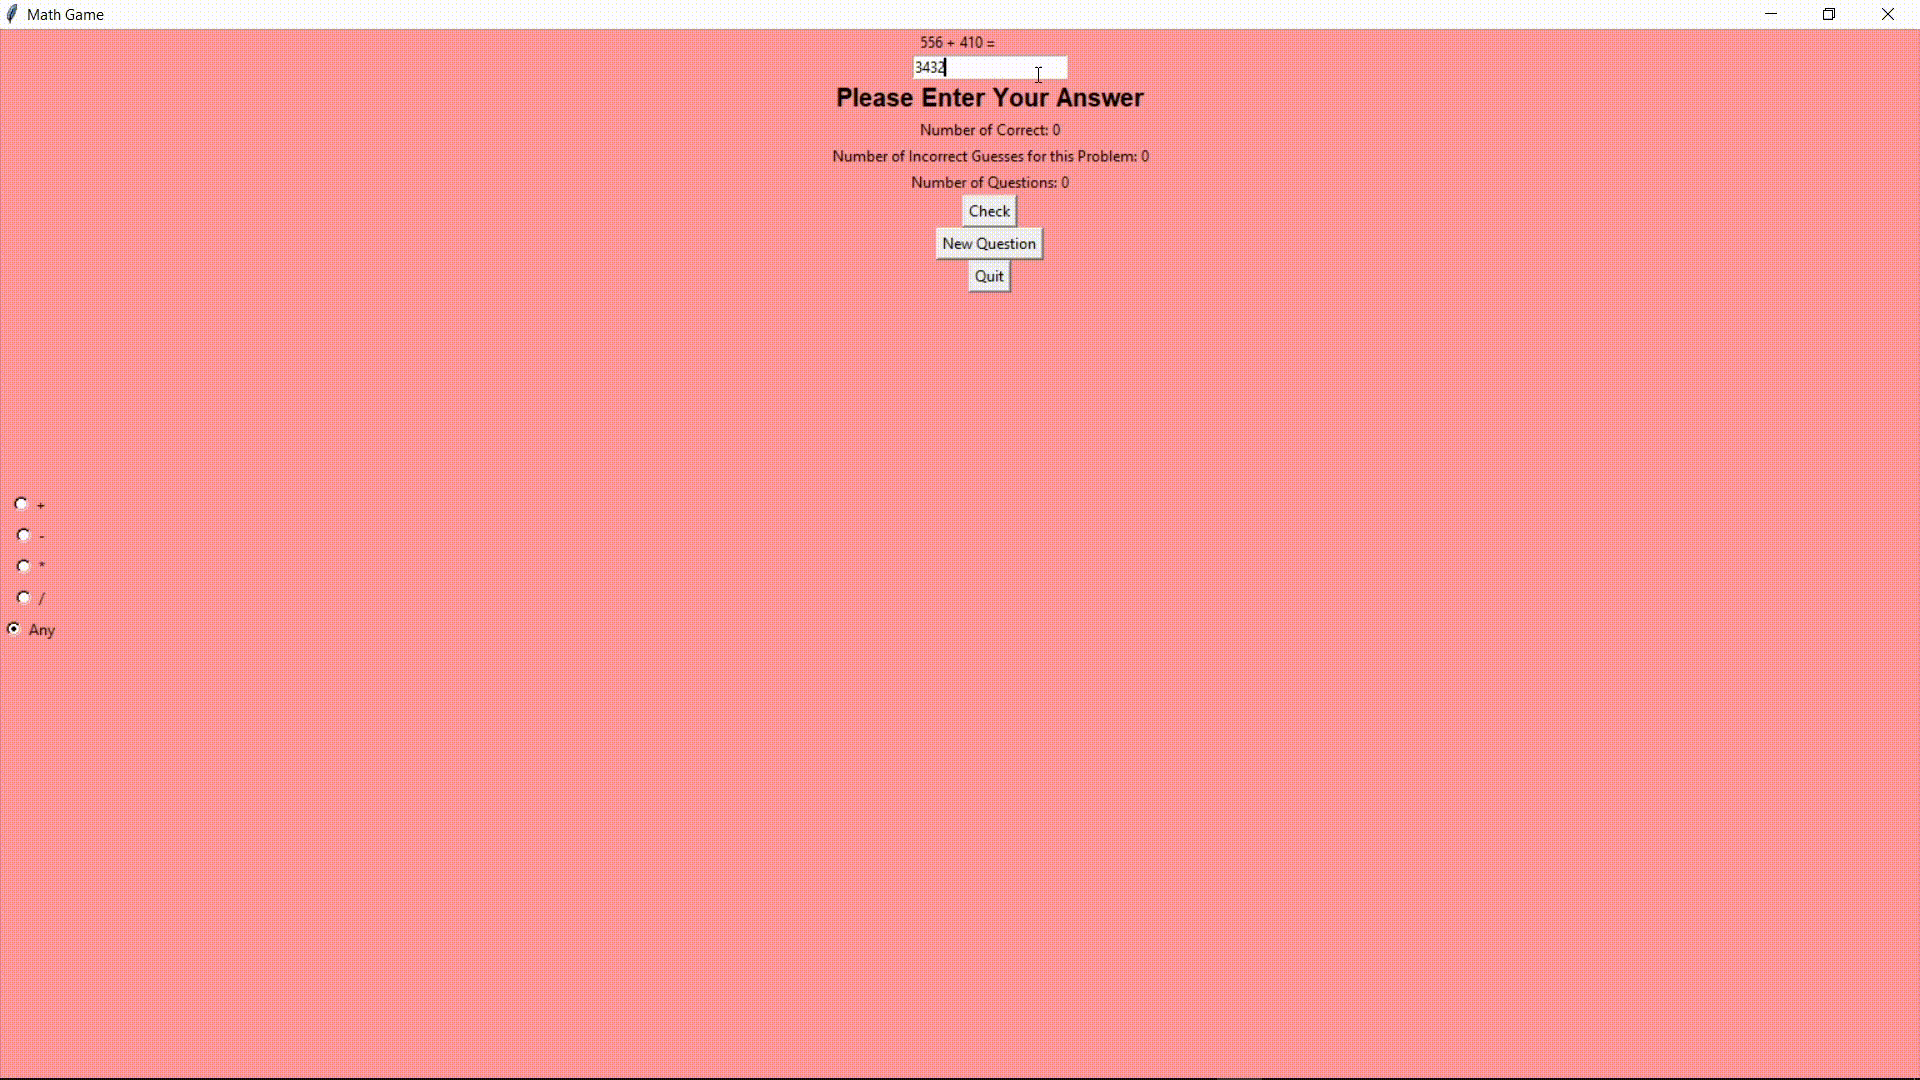 Math Game
556 + 410 =
3432
Please Enter Your Answer
Number of Correct: 0
Number of Incorrect Guesses for this Problem: 0
Number of Questions: 0
Check
New Question
Quit
+
-
*
/
Any